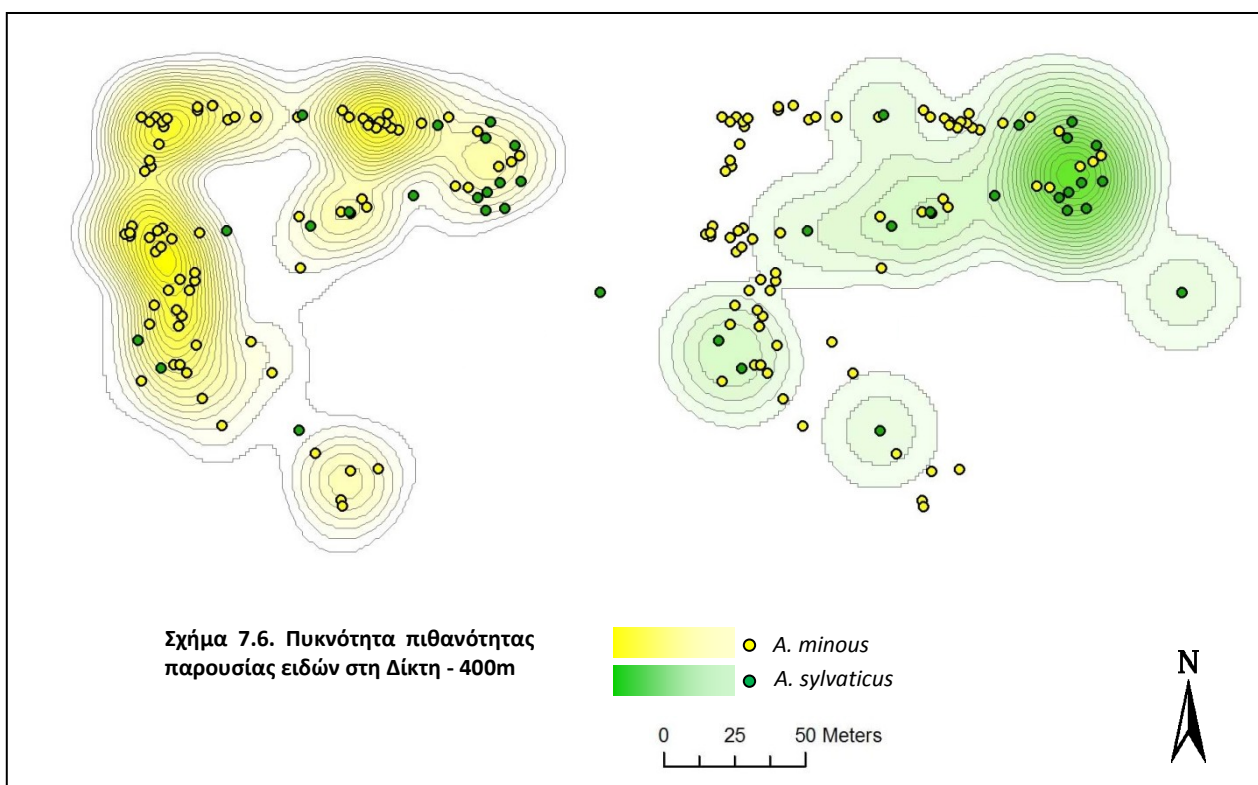 Σχήμα 7.6. Πυκνότητα πιθανότητας
παρουσίας ειδών στη Δίκτη - 400m
A. minous
A. sylvaticus
0 25 50 Meters
N